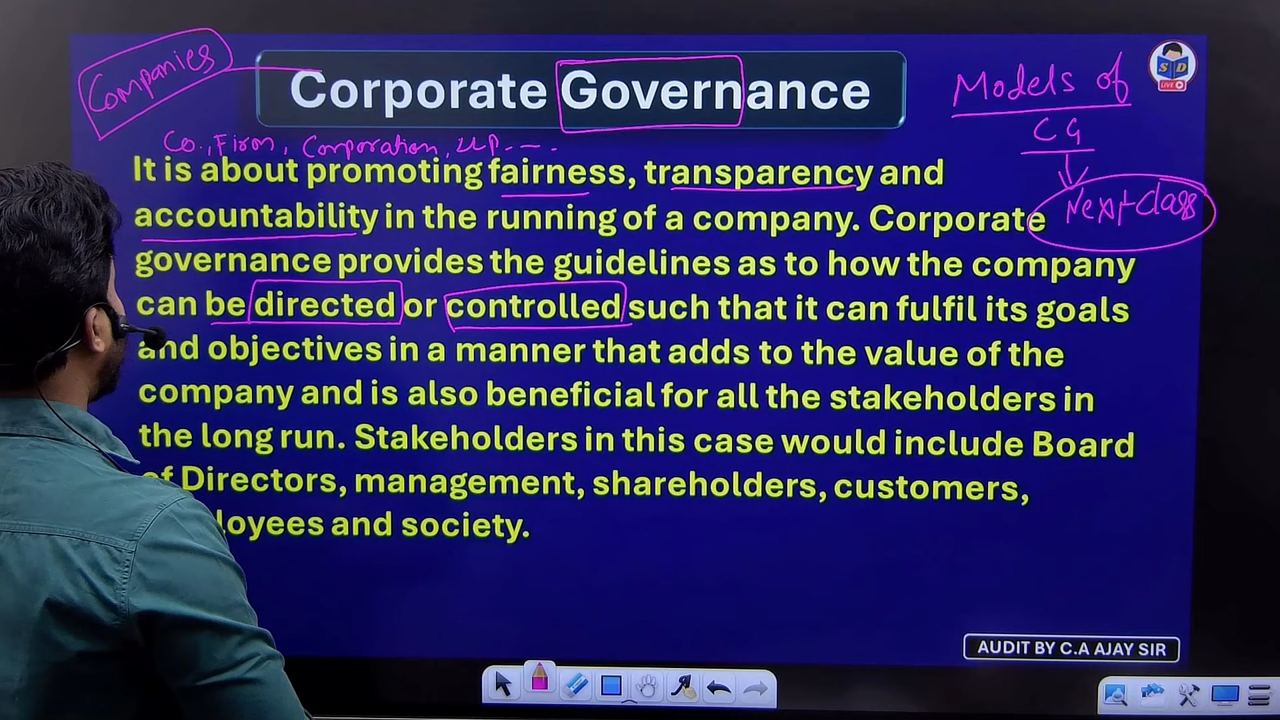 Companies
Corporate Governance
Models of
CG
Next class
Co., Firm, Corporation, LLP - - .
It is about promoting fairness, transparency and
accountability in the running of a company. Corporate
governance provides the guidelines as to how the company
can be directed or controlled such that it can fulfil its goals
and objectives in a manner that adds to the value of the
company and is also beneficial for all the stakeholders in
the long run. Stakeholders in this case would include Board
of Directors, management, shareholders, customers,
loyees and society.
S D
LIVE
AUDIT BY C.A AJAY SIR